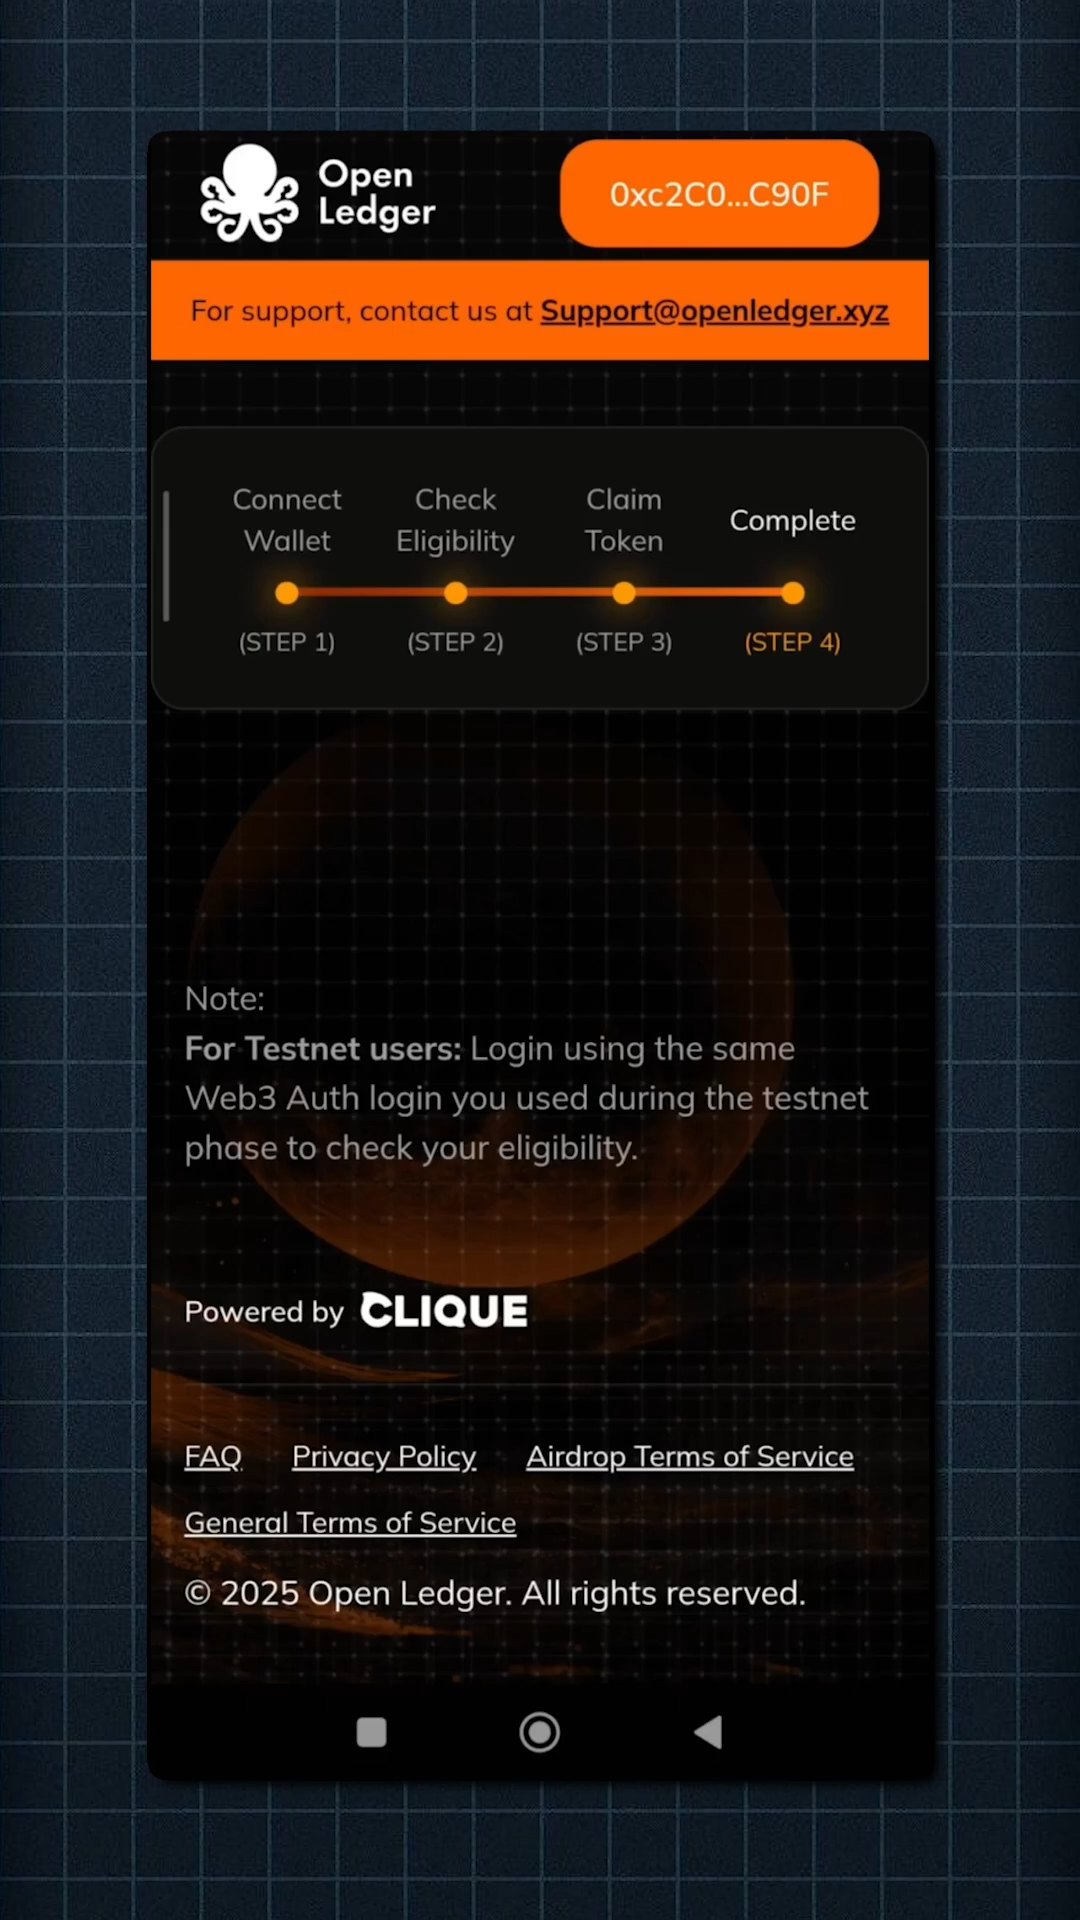 Open
Ledger
0xc2C0...C90F
For support, contact us at Support@openledger.xyz
Connect
Wallet
Check
Eligibility
Claim
Token
Complete
(STEP 1)
(STEP 2)
(STEP 3)
(STEP 4)
Note:
For Testnet users: Login using the same
Web3 Auth login you used during the testnet
phase to check your eligibility.
Powered by CLIQUE
FAQ Privacy Policy Airdrop Terms of Service
General Terms of Service
© 2025 Open Ledger. All rights reserved.